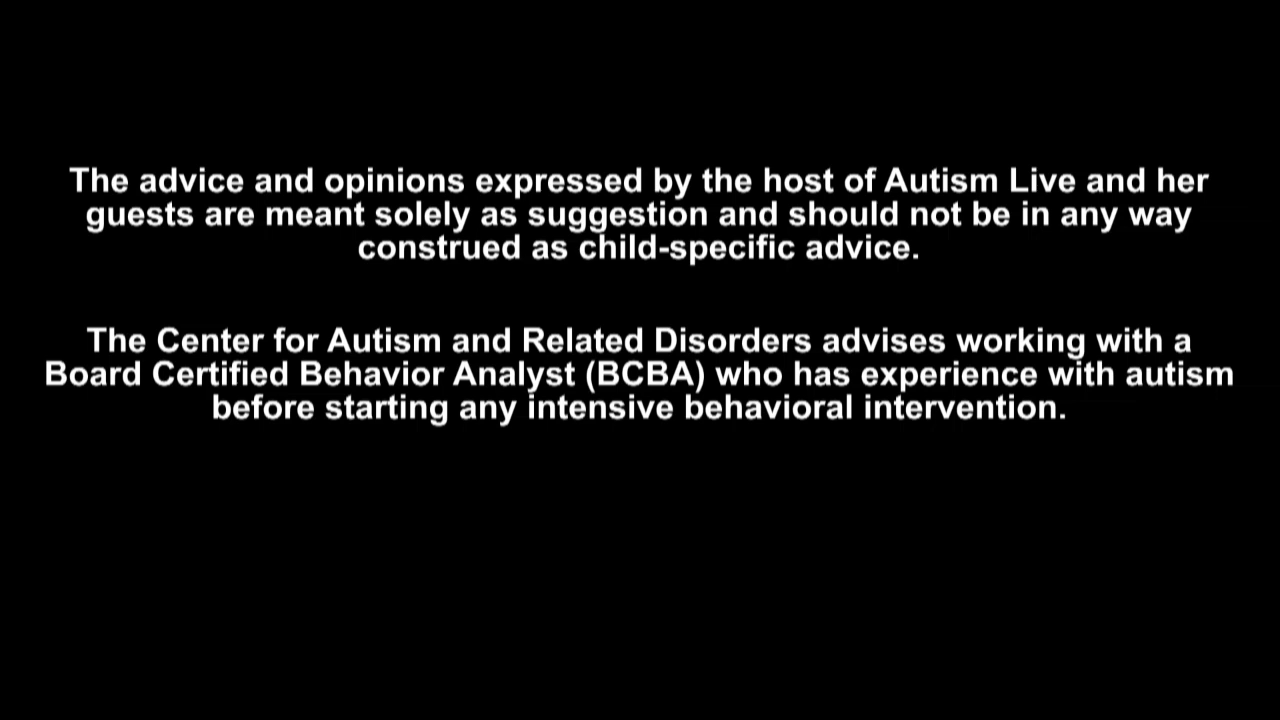 The advice and opinions expressed by the host of Autism Live and her
guests are meant solely as suggestion and should not be in any way
construed as child-specific advice.
The Center for Autism and Related Disorders advises working with a
Board Certified Behavior Analyst (BCBA) who has experience with autism
before starting any intensive behavioral intervention.